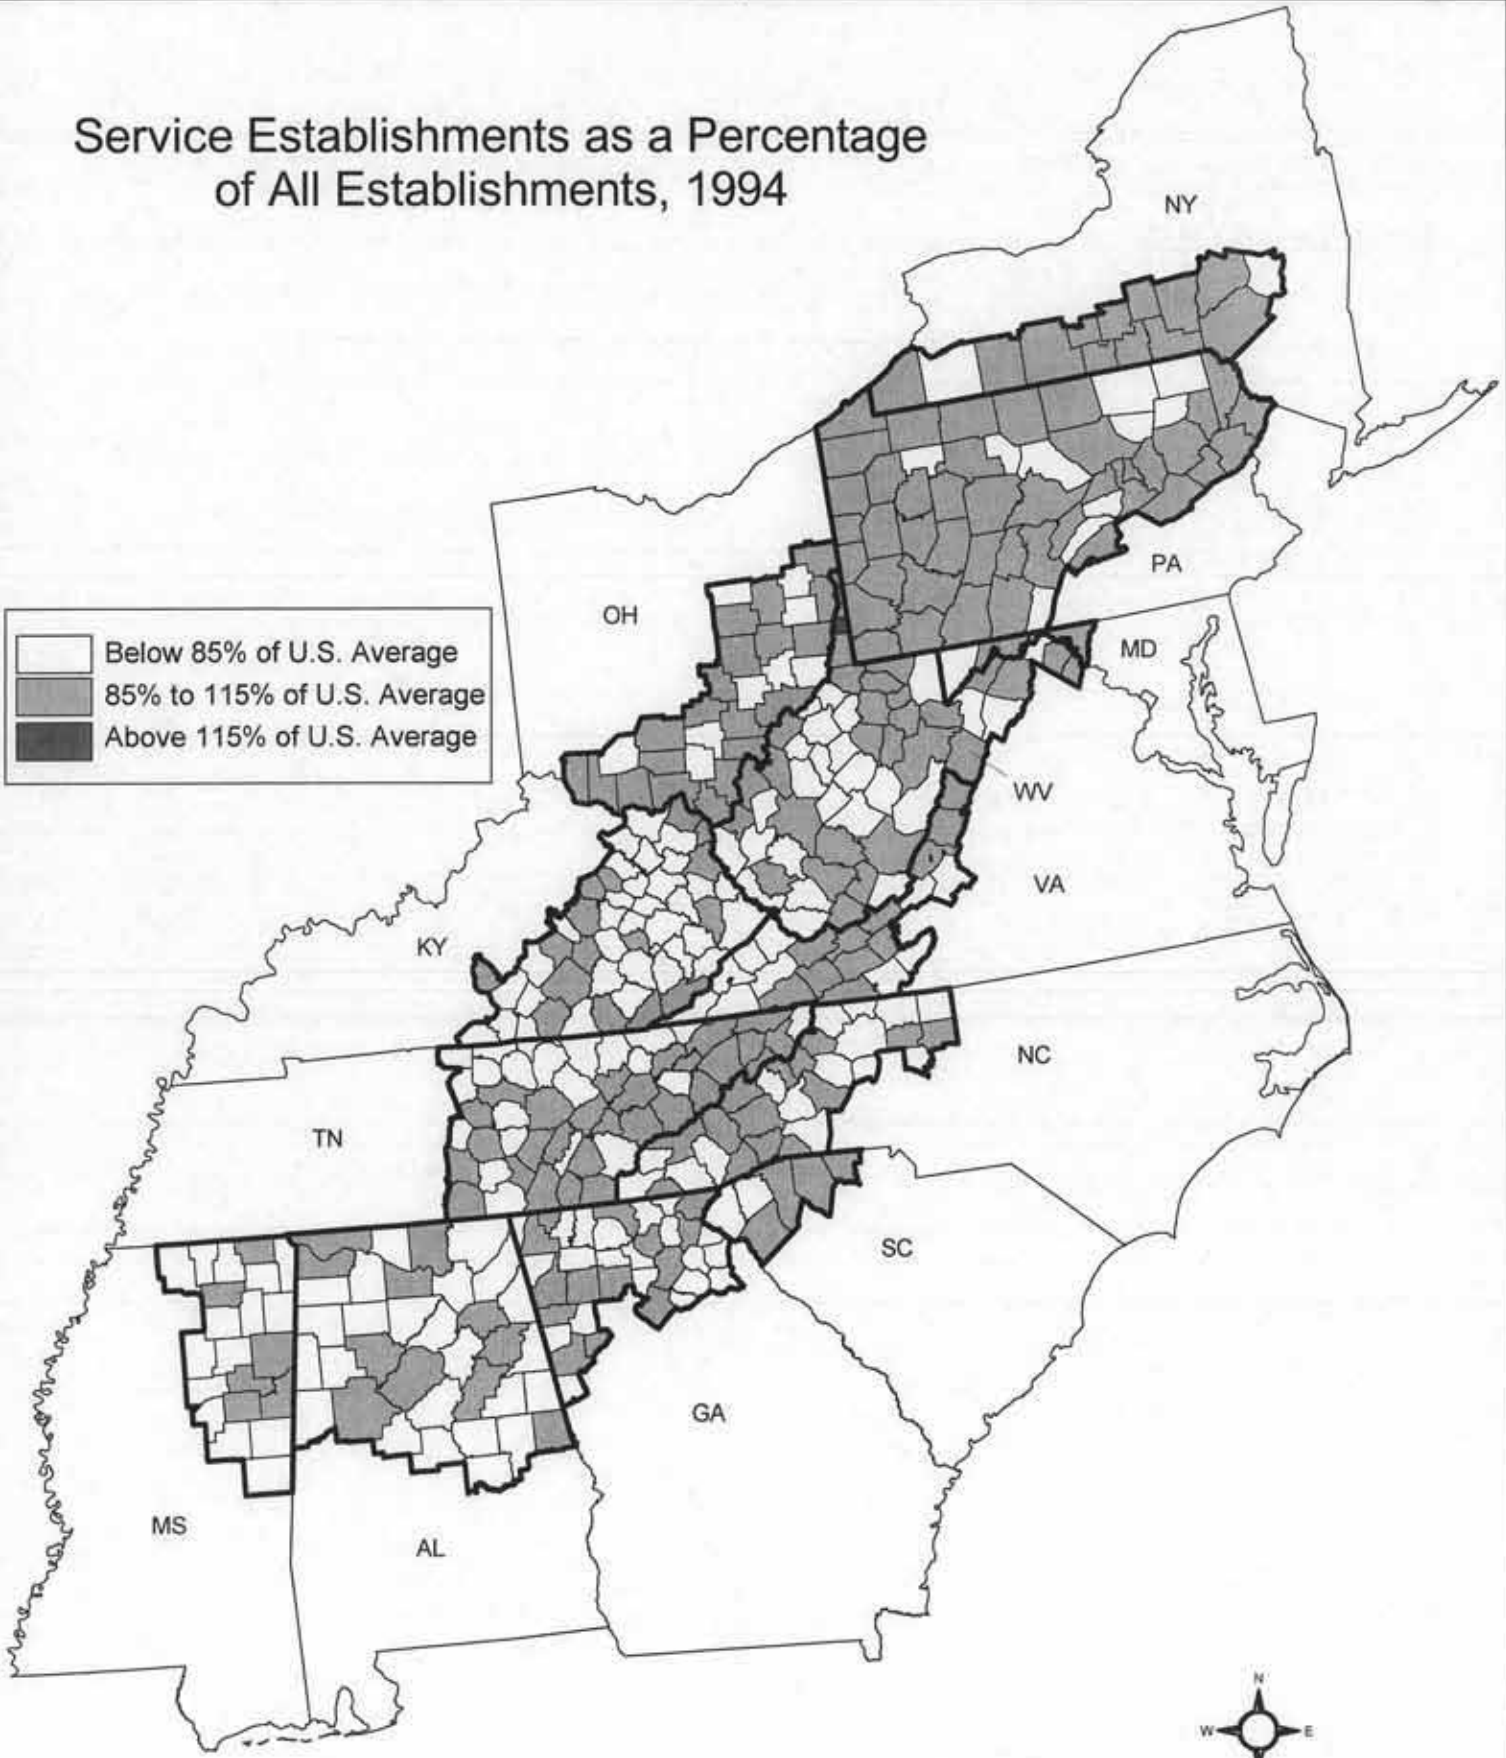 Service Establishments as a Percentage
of All Establishments, 1994
NY
PA
OH
MD
Below 85% of U.S. Average
85% to 115% of U.S. Average
Above 115% of U.S. Average
WV
VA
KY
NC
TN
SC
GA
MS
AL
N
W E